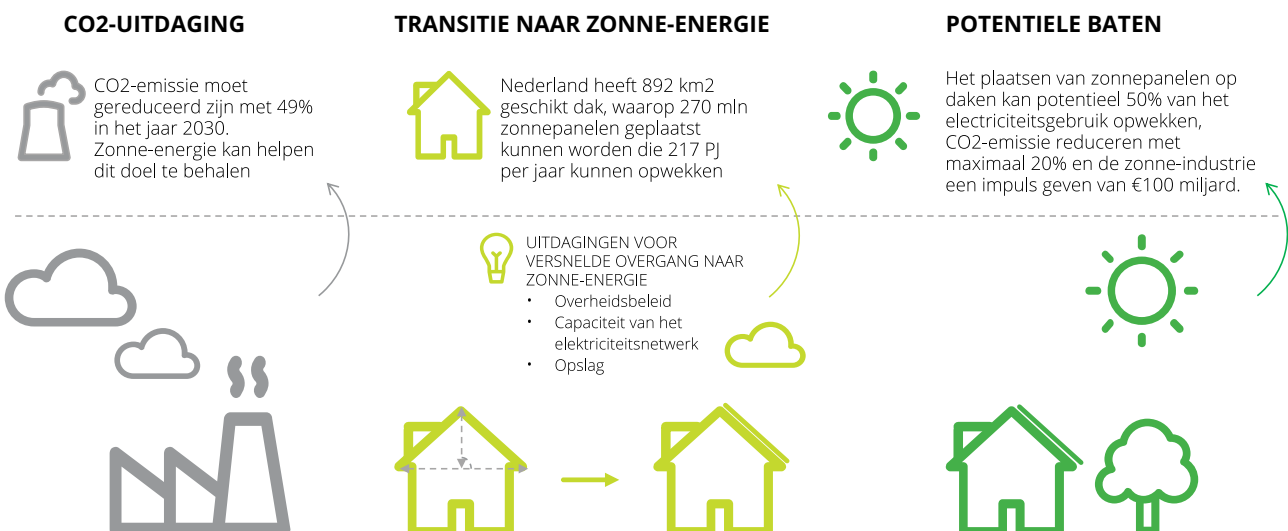 CO2-UITDAGING
CO2-emissie moet
gereduceerd zijn met 49%
in het jaar 2030.
Zonne-energie kan helpen
dit doel te behalen
TRANSITIE NAAR ZONNE-ENERGIE
Nederland heeft 892 km2
geschikt dak, waarop 270 mln
zonnepanelen geplaatst
kunnen worden die 217 PJ
per jaar kunnen opwekken
UITDAGINGEN VOOR
VERSNELDE OVERGANG NAAR
ZONNE-ENERGIE
• Overheidsbeleid
• Capaciteit van het
elektriciteitsnetwerk
• Opslag
POTENTIELE BATEN
Het plaatsen van zonnepanelen op
daken kan potentieel 50% van het
electriciteitsgebruik opwekken,
CO2-emissie reduceren met
maximaal 20% en de zonne-industrie
een impuls geven van €100 miljard.